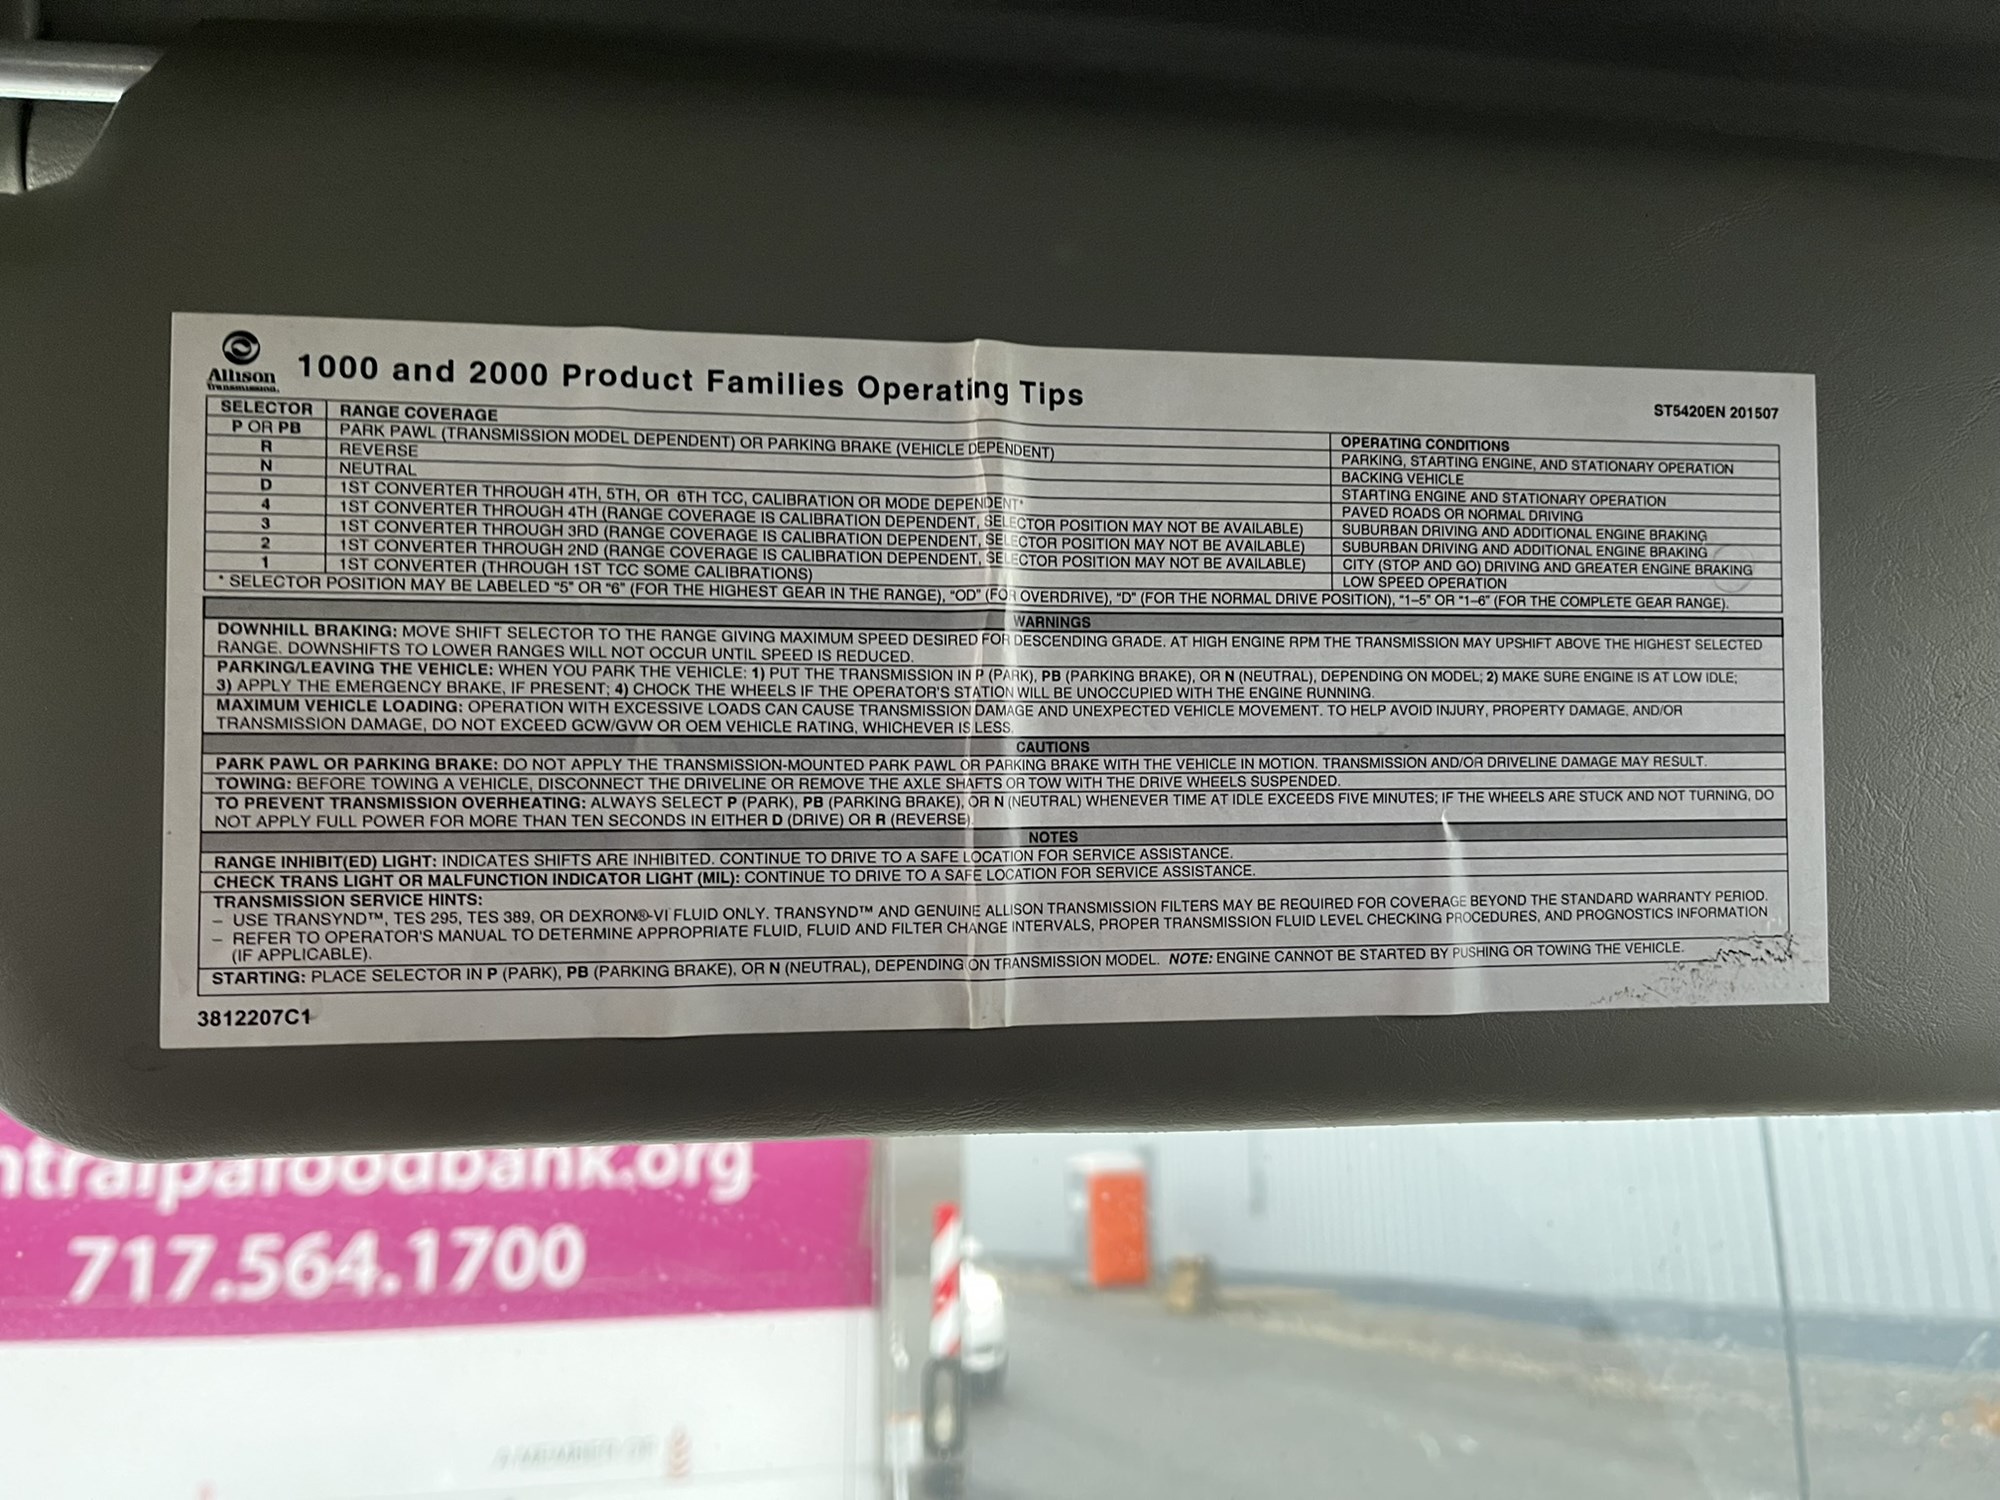 Allison
Transmission.
1000 and 2000 Product Families Operating Tips
ST5420EN 201507
SELECTOR RANGE COVERAGE OPERATING CONDITIONS
P OR PB PARK PAWL (TRANSMISSION MODEL DEPENDENT) OR PARKING BRAKE (VEHICLE DEPENDENT) PARKING, STARTING ENGINE, AND STATIONARY OPERATION
R REVERSE BACKING VEHICLE
N NEUTRAL STARTING ENGINE AND STATIONARY OPERATION
D 1ST CONVERTER THROUGH 4TH, 5TH, OR 6TH TCC, CALIBRATION OR MODE DEPENDENT* PAVED ROADS OR NORMAL DRIVING
4 1ST CONVERTER THROUGH 4TH (RANGE COVERAGE IS CALIBRATION DEPENDENT, SELECTOR POSITION MAY NOT BE AVAILABLE) SUBURBAN DRIVING AND ADDITIONAL ENGINE BRAKING
3 1ST CONVERTER THROUGH 3RD (RANGE COVERAGE IS CALIBRATION DEPENDENT, SELECTOR POSITION MAY NOT BE AVAILABLE) SUBURBAN DRIVING AND ADDITIONAL ENGINE BRAKING
2 1ST CONVERTER THROUGH 2ND (RANGE COVERAGE IS CALIBRATION DEPENDENT, SELECTOR POSITION MAY NOT BE AVAILABLE) CITY (STOP AND GO) DRIVING AND GREATER ENGINE BRAKING
1 1ST CONVERTER (THROUGH 1ST TCC SOME CALIBRATIONS) LOW SPEED OPERATION
* SELECTOR POSITION MAY BE LABELED "5" OR "6" (FOR THE HIGHEST GEAR IN THE RANGE), "OD" (FOR OVERDRIVE), "D" (FOR THE NORMAL DRIVE POSITION), "1–5" OR "1–6" (FOR THE COMPLETE GEAR RANGE).
WARNINGS
DOWNHILL BRAKING: MOVE SHIFT SELECTOR TO THE RANGE GIVING MAXIMUM SPEED DESIRED FOR DESCENDING GRADE. AT HIGH ENGINE RPM THE TRANSMISSION MAY UPSHIFT ABOVE THE HIGHEST SELECTED
RANGE. DOWNSHIFTS TO LOWER RANGES WILL NOT OCCUR UNTIL SPEED IS REDUCED.
PARKING/LEAVING THE VEHICLE: WHEN YOU PARK THE VEHICLE: 1) PUT THE TRANSMISSION IN P (PARK), PB (PARKING BRAKE), OR N (NEUTRAL), DEPENDING ON MODEL; 2) MAKE SURE ENGINE IS AT LOW IDLE;
3) APPLY THE EMERGENCY BRAKE, IF PRESENT; 4) CHOCK THE WHEELS IF THE OPERATOR'S STATION WILL BE UNOCCUPIED WITH THE ENGINE RUNNING.
MAXIMUM VEHICLE LOADING: OPERATION WITH EXCESSIVE LOADS CAN CAUSE TRANSMISSION DAMAGE AND UNEXPECTED VEHICLE MOVEMENT. TO HELP AVOID INJURY, PROPERTY DAMAGE, AND/OR
TRANSMISSION DAMAGE, DO NOT EXCEED GCW/GVW OR OEM VEHICLE RATING, WHICHEVER IS LESS.
CAUTIONS
PARK PAWL OR PARKING BRAKE: DO NOT APPLY THE TRANSMISSION-MOUNTED PARK PAWL OR PARKING BRAKE WITH THE VEHICLE IN MOTION. TRANSMISSION AND/OR DRIVELINE DAMAGE MAY RESULT.
TOWING: BEFORE TOWING A VEHICLE, DISCONNECT THE DRIVELINE OR REMOVE THE AXLE SHAFTS OR TOW WITH THE DRIVE WHEELS SUSPENDED.
TO PREVENT TRANSMISSION OVERHEATING: ALWAYS SELECT P (PARK), PB (PARKING BRAKE), OR N (NEUTRAL) WHENEVER TIME AT IDLE EXCEEDS FIVE MINUTES; IF THE WHEELS ARE STUCK AND NOT TURNING, DO
NOT APPLY FULL POWER FOR MORE THAN TEN SECONDS IN EITHER D (DRIVE) OR R (REVERSE).
NOTES
RANGE INHIBIT(ED) LIGHT: INDICATES SHIFTS ARE INHIBITED. CONTINUE TO DRIVE TO A SAFE LOCATION FOR SERVICE ASSISTANCE.
CHECK TRANS LIGHT OR MALFUNCTION INDICATOR LIGHT (MIL): CONTINUE TO DRIVE TO A SAFE LOCATION FOR SERVICE ASSISTANCE.
TRANSMISSION SERVICE HINTS:
– USE TRANSYND™, TES 295, TES 389, OR DEXRON®-VI FLUID ONLY. TRANSYND™ AND GENUINE ALLISON TRANSMISSION FILTERS MAY BE REQUIRED FOR COVERAGE BEYOND THE STANDARD WARRANTY PERIOD.
– REFER TO OPERATOR'S MANUAL TO DETERMINE APPROPRIATE FLUID, FLUID AND FILTER CHANGE INTERVALS, PROPER TRANSMISSION FLUID LEVEL CHECKING PROCEDURES, AND PROGNOSTICS INFORMATION
(IF APPLICABLE).
STARTING: PLACE SELECTOR IN P (PARK), PB (PARKING BRAKE), OR N (NEUTRAL), DEPENDING ON TRANSMISSION MODEL. NOTE: ENGINE CANNOT BE STARTED BY PUSHING OR TOWING THE VEHICLE.
3812207C1
ntralpafoodbank.org
717.564.1700